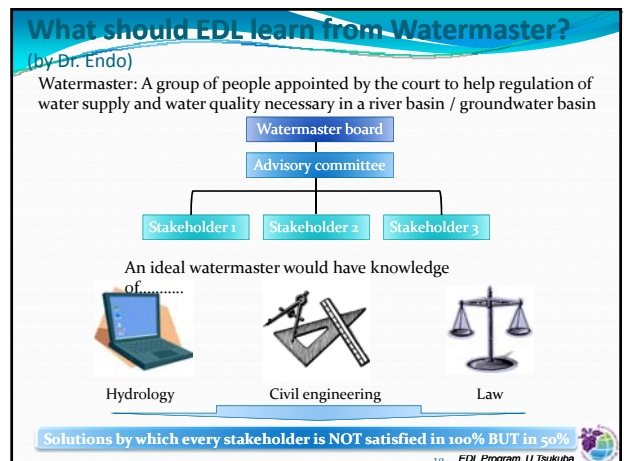 What should EDL learn from Watermaster?
(by Dr. Endo)
Watermaster: A group of people appointed by the court to help regulation of
water supply and water quality necessary in a river basin / groundwater basin
Watermaster board
Advisory committee
Stakeholder 1 Stakeholder 2 Stakeholder 3
An ideal watermaster would have knowledge
of...........
Hydrology Civil engineering Law
Solutions by which every stakeholder is NOT satisfied in 100% BUT in 50%
EDL Program, U Tsukuba